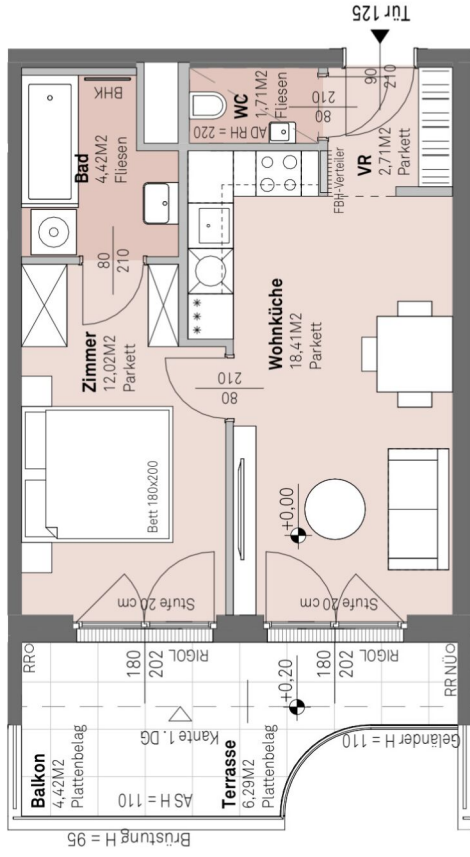 Tür 125
90
210
BHK
Bad
4,42M2
Fliesen
WC
1,71M2
Fliesen
AD RH = 220
80
210
FBH-Verteiler
VR
2,71M2
Parkett
80
210
Zimmer
12,02M2
Parkett
80
210
Wohnküche
18,41M2
Parkett
Bett 180x200
+0,00
Stufe 20 cm
Stufe 20 cm
RRO
180
202
RIGOL
180
202
RIGOL
RRNÜO
+0,20
Kante 1. DG
Balkon
4,42M2
Plattenbelag
ASH = 110
Terrasse
6,29M2
Plattenbelag
Geländer H = 110
Brüstung H = 95